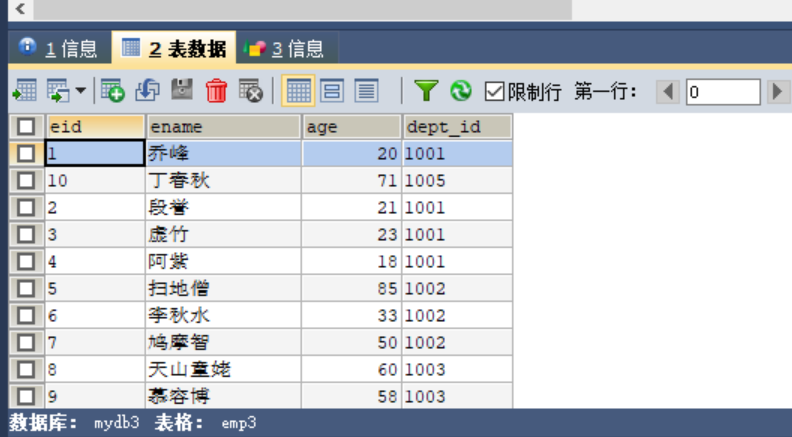 1 信息 2 表数据 3 信息
限制行 第一行： 0
eid ename age dept_id
1 乔峰 20 1001
10 丁春秋 71 1005
2 段誉 21 1001
3 虚竹 23 1001
4 阿紫 18 1001
5 扫地僧 85 1002
6 李秋水 33 1002
7 鸠摩智 50 1002
8 天山童姥 60 1003
9 慕容博 58 1003
数据库： mydb3 表格： emp3